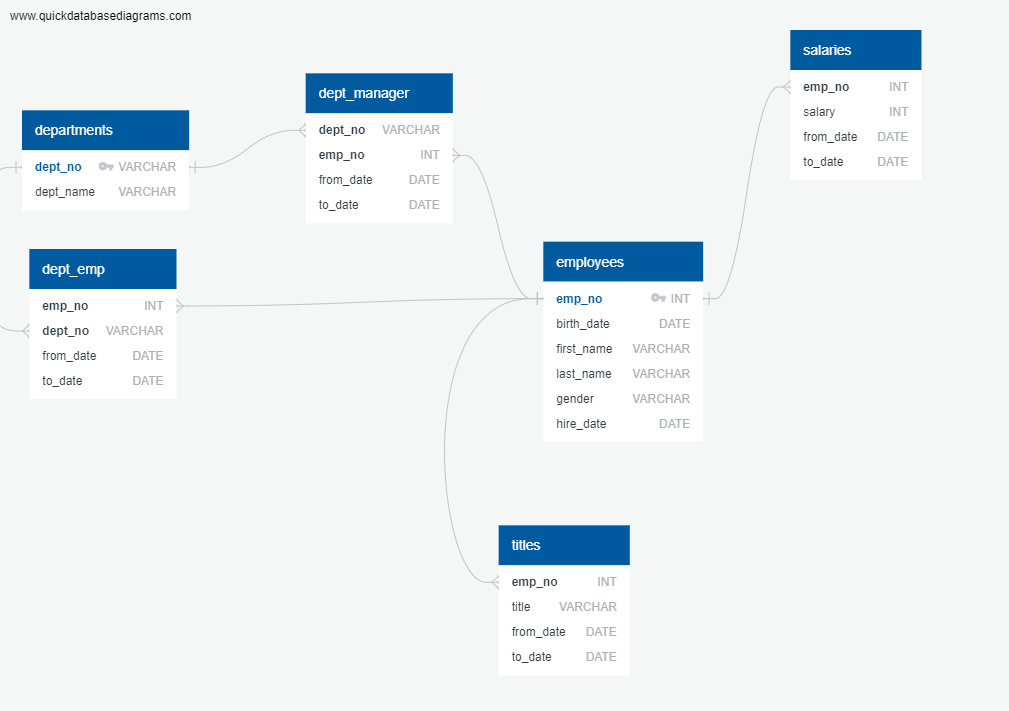 www.quickdatabasediagrams.com
departments
dept_no VARCHAR
dept_name VARCHAR
dept_manager
dept_no VARCHAR
emp_no INT
from_date DATE
to_date DATE
salaries
emp_no INT
salary INT
from_date DATE
to_date DATE
dept_emp
emp_no INT
dept_no VARCHAR
from_date DATE
to_date DATE
employees
emp_no INT
birth_date DATE
first_name VARCHAR
last_name VARCHAR
gender VARCHAR
hire_date DATE
titles
emp_no INT
title VARCHAR
from_date DATE
to_date DATE